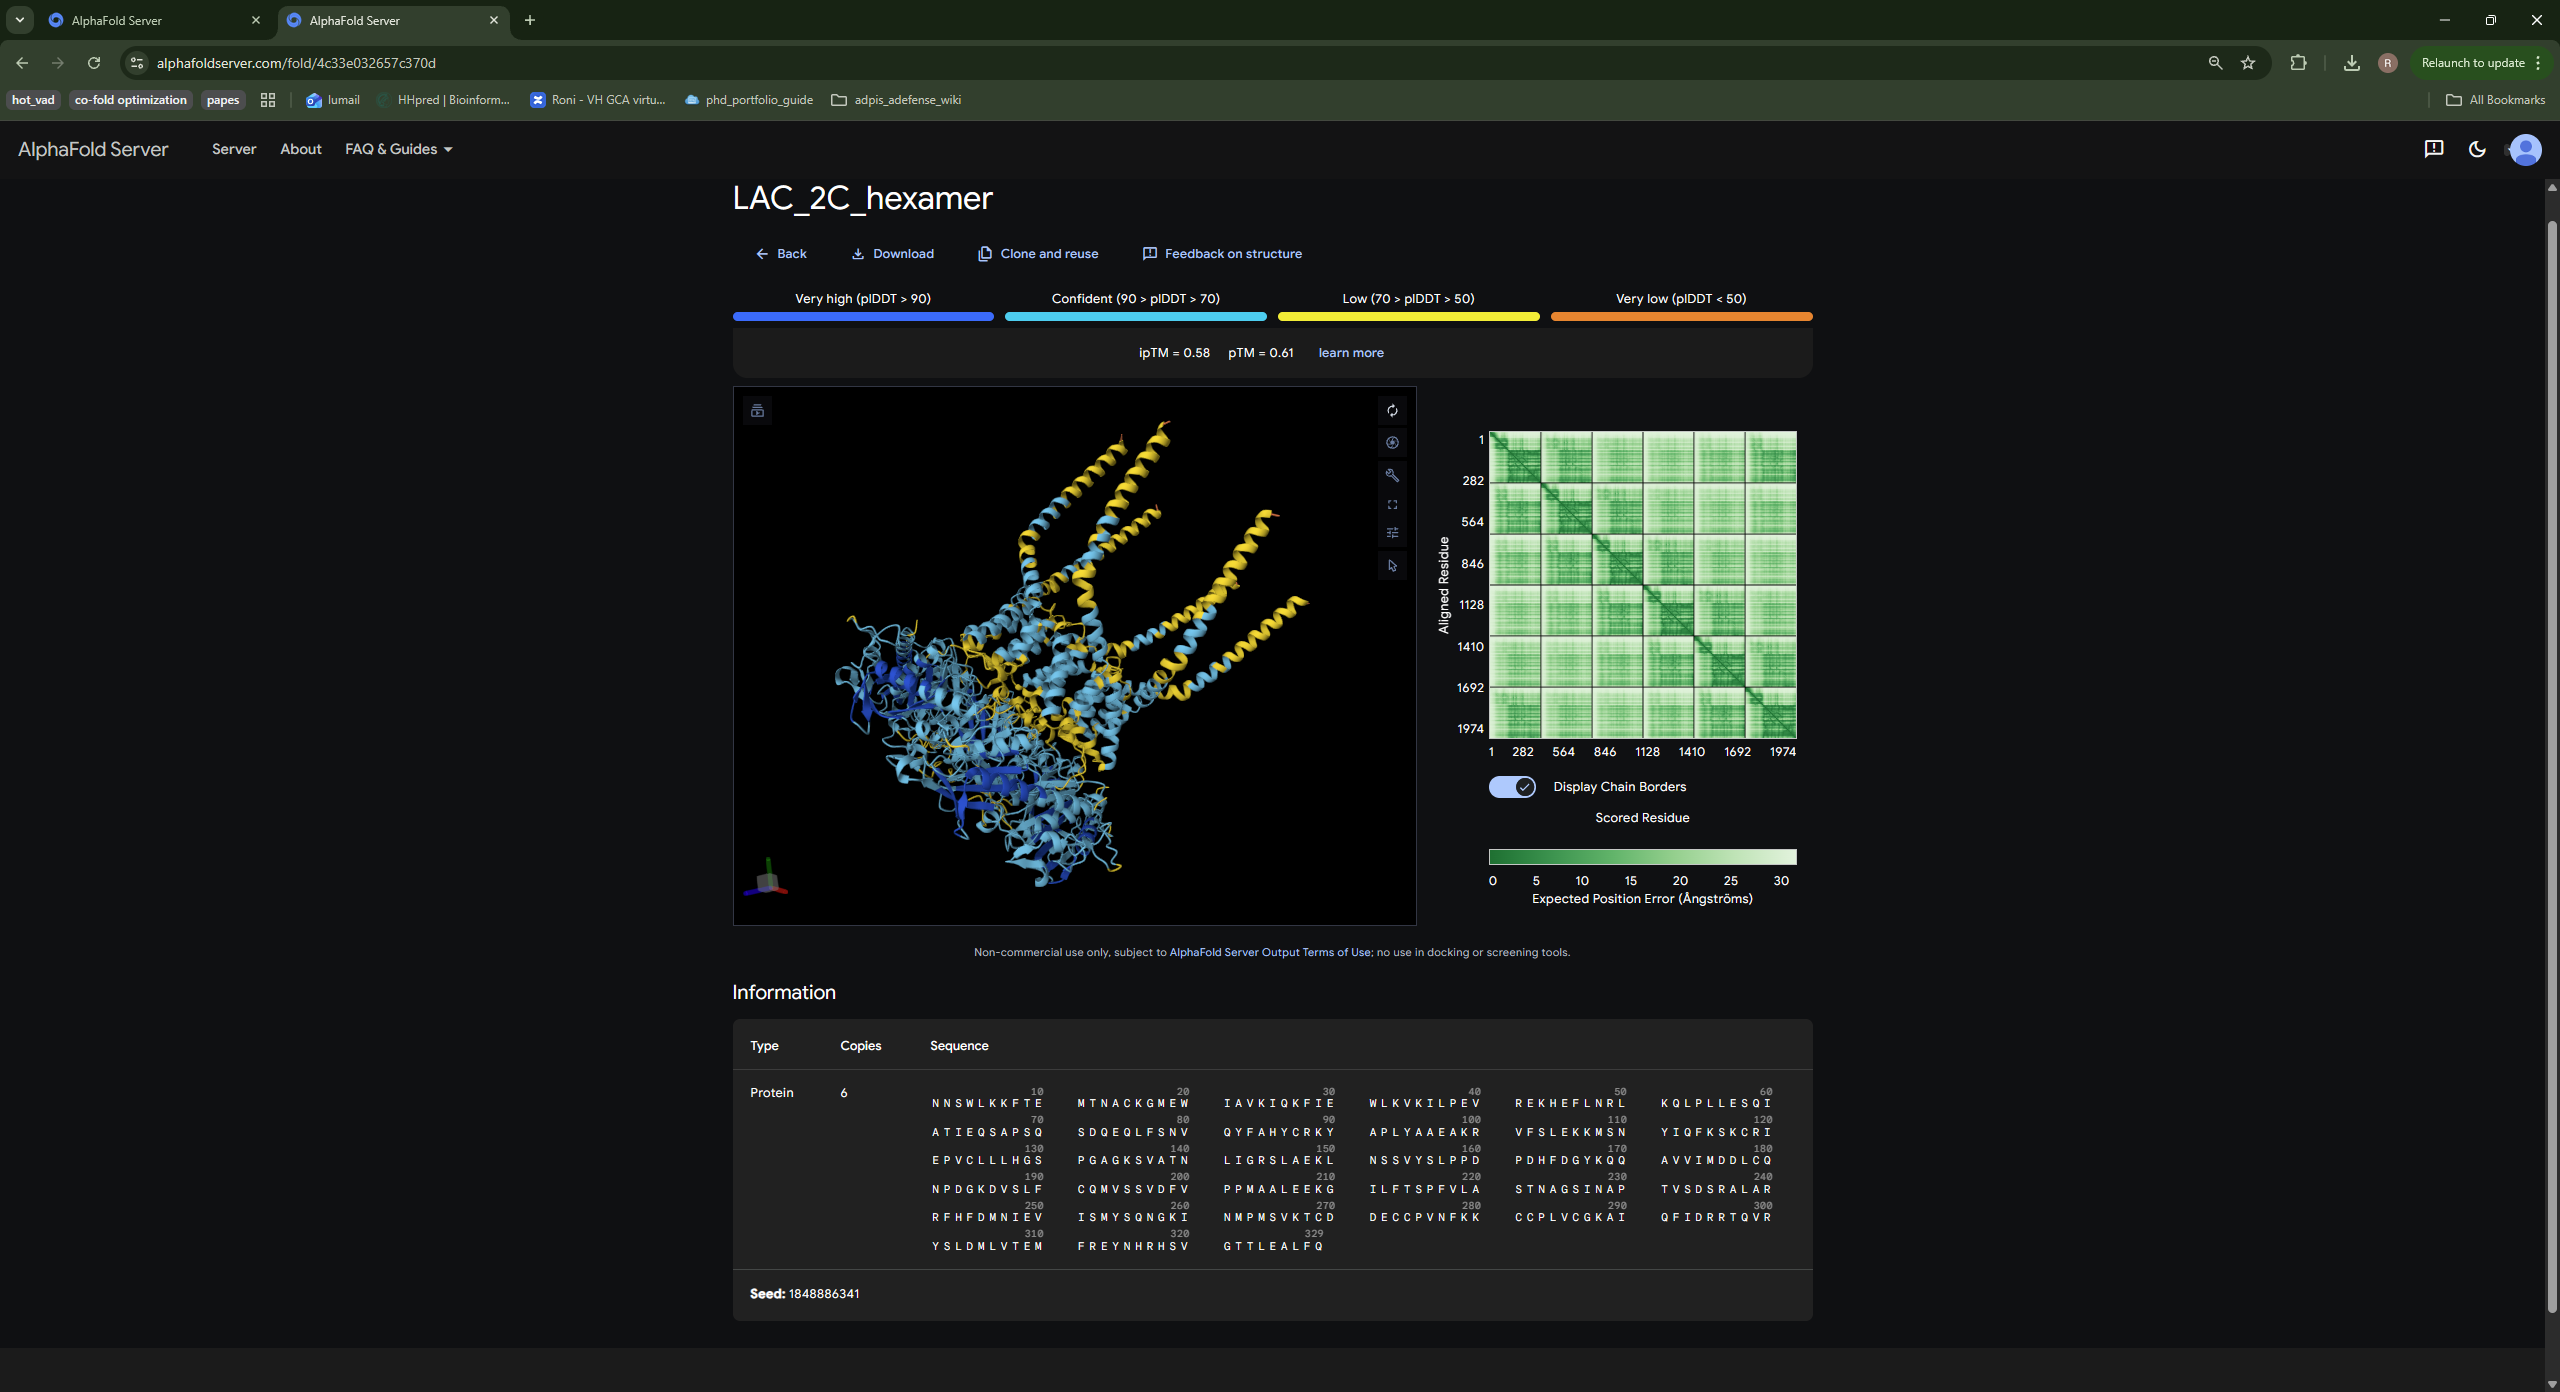 AlphaFold Server
AlphaFold Server
alphafoldserver.com/fold/4c33e032657c370d
R
Relaunch to update
hot_vad
co-fold optimization
papes
lumail
HHpred | Bioinform...
Roni - VH GCA virtu...
phd_portfolio_guide
adpis_adefense_wiki
All Bookmarks
AlphaFold Server
Server
About
FAQ & Guides
LAC_2C_hexamer
Back
Download
Clone and reuse
Feedback on structure
Very high (plDDT > 90)
Confident (90 > plDDT > 70)
Low (70 > plDDT > 50)
Very low (plDDT < 50)
ipTM = 0.58 pTM = 0.61 learn more
Aligned Residue
1
282
564
846
1128
1410
1692
1974
1 282 564 846 1128 1410 1692 1974
Display Chain Borders
Scored Residue
0 5 10 15 20 25 30
Expected Position Error (Ångströms)
Non-commercial use only, subject to AlphaFold Server Output Terms of Use; no use in docking or screening tools.
Information
Type Copies Sequence
Protein 6
10 20 30 40 50 60
NNSWLKKFTE MTNACKGMEW IAVKIQKFIE WLKVKILPEV REKHEFLNRL KQLPLLESQI
70 80 90 100 110 120
ATIEQSAPSQ SDQEQLFSNV QYFAHYCRKY APLYAAEAKR VFSLEKKMSN YIQFKSKCRI
130 140 150 160 170 180
EPVCLLLHGS PGAGKSVATN LIGRSLAEKL NSSVYSLPPD PDHFDGYKQQ AVVIMDDLCQ
190 200 210 220 230 240
NPDGKDVSLF CQMVSSVDFV PPMAALEEKG ILFTSPFVLA STNAGSINAP TVSDSRALAR
250 260 270 280 290 300
RFHFDMNIEV ISMYSQNGKI NMPMSVKTCD DECCPVNFKK CCPLVCGKAI QFIDRRTQVR
310 320 329
YSLDMLVTEM FREYNHRHSV GTTLEALFQ
Seed: 1848886341